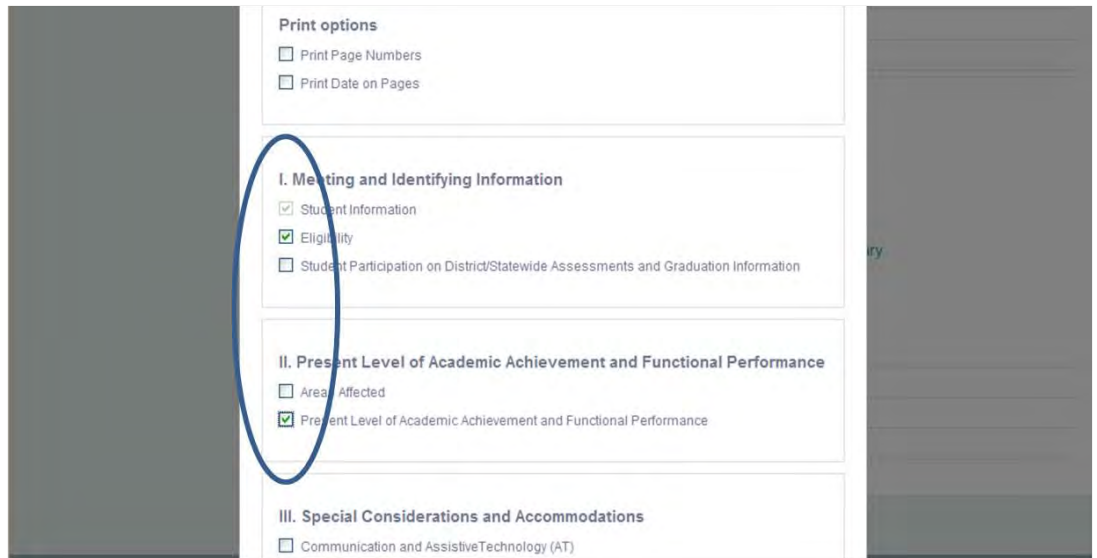 Print options
Print Page Numbers
Print Date on Pages
I. Meeting and Identifying Information
Student Information
Eligibility
Student Participation on District/Statewide Assessments and Graduation Information
II. Present Level of Academic Achievement and Functional Performance
Areas Affected
Present Level of Academic Achievement and Functional Performance
III. Special Considerations and Accommodations
Communication and AssistiveTechnology (AT)